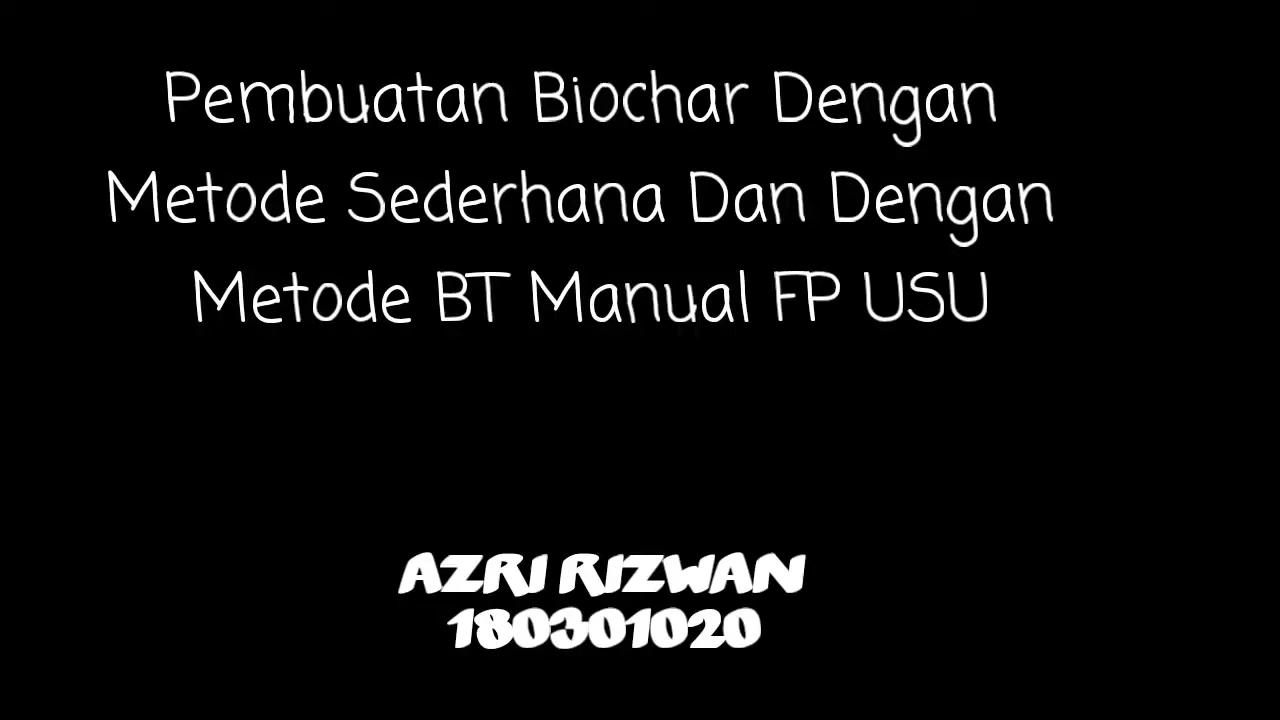 Pembuatan Biochar Dengan
Metode Sederhana Dan Dengan
Metode BT Manual FP USU
AZRI RIZWAN
180301020